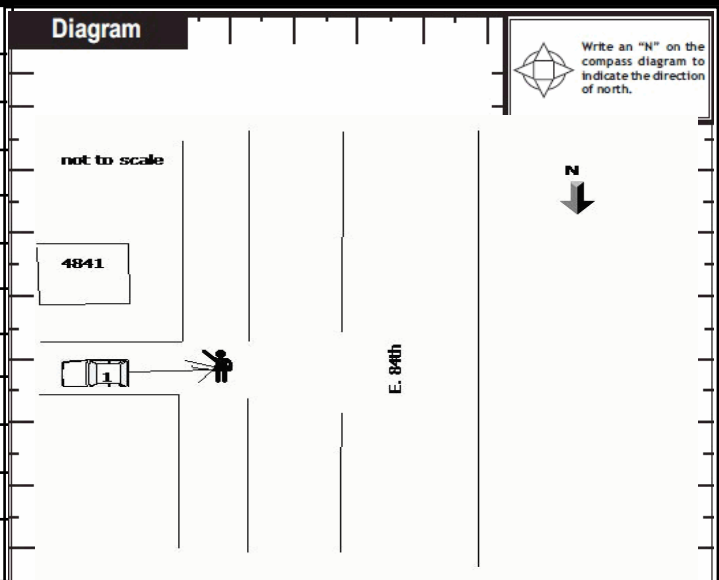 Diagram
Write an “N” on the
compass diagram to
indicate the direction
of north.
not to scale
N
4841
1
E. 84th